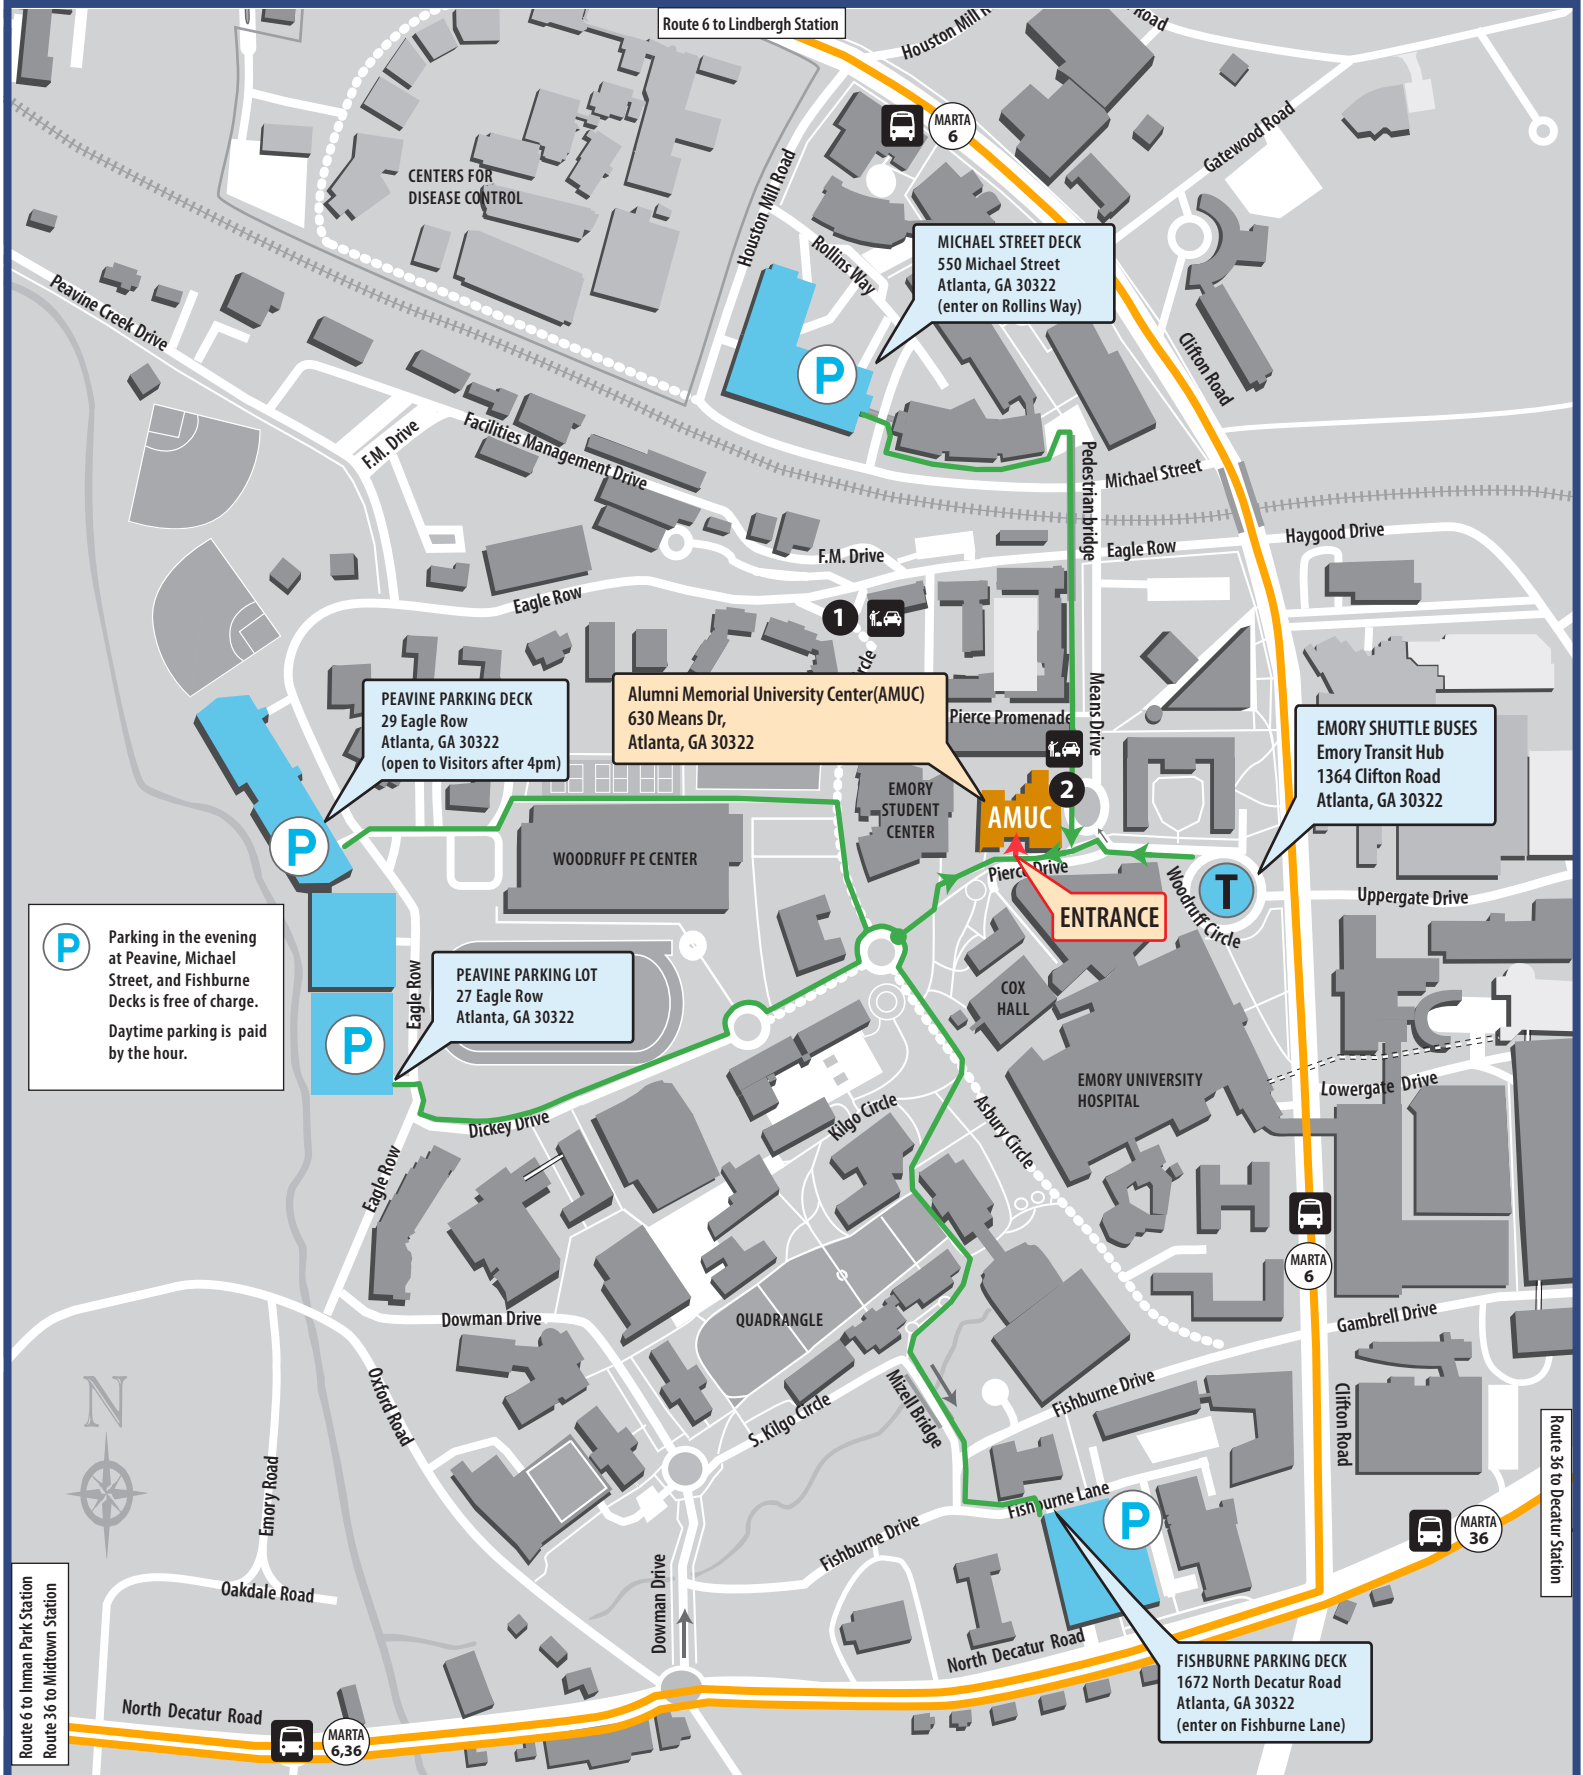 Route 6 to Lindbergh Station
Houston Mill R
Road
MARTA
6
Gatewood Road
CENTERS FOR
DISEASE CONTROL
Houston Mill Road
Rollins Way
MICHAEL STREET DECK
550 Michael Street
Atlanta, GA 30322
(enter on Rollins Way)
Peavine Creek Drive
P
Clifton Road
F.M. Drive
Facilities Management Drive
Pedestrian bridge
Michael Street
Haygood Drive
F.M. Drive
Eagle Row
Eagle Row
1
rcle
PEAVINE PARKING DECK
29 Eagle Row
Atlanta, GA 30322
(open to Visitors after 4pm)
Alumni Memorial University Center(AMUC)
630 Means Dr,
Atlanta, GA 30322
Means Drive
Pierce Promenade
EMORY SHUTTLE BUSES
Emory Transit Hub
1364 Clifton Road
Atlanta, GA 30322
EMORY
STUDENT
CENTER
2
AMUC
P
WOODRUFF PE CENTER
Pierce Drive
Woodruff Circle
T
Uppergate Drive
ENTRANCE
P
Parking in the evening
at Peavine, Michael
Street, and Fishburne
Decks is free of charge.
Daytime parking is paid
by the hour.
Eagle Row
PEAVINE PARKING LOT
27 Eagle Row
Atlanta, GA 30322
P
COX
HALL
EMORY UNIVERSITY
HOSPITAL
Lowergate Drive
Dickey Drive
Kilgo Circle
Asbury Circle
Eagle Row
MARTA
6
Dowman Drive
QUADRANGLE
Gambrell Drive
N
Oxford Road
Mizell Bridge
Fishburne Drive
S. Kilgo Circle
Clifton Road
Route 36 to Decatur Station
Emory Road
Fishburne Lane
P
MARTA
36
Fishburne Drive
Oakdale Road
Dowman Drive
Route 6 to Inman Park Station
Route 36 to Midtown Station
North Decatur Road
FISHBURNE PARKING DECK
1672 North Decatur Road
Atlanta, GA 30322
(enter on Fishburne Lane)
North Decatur Road
MARTA
6,36